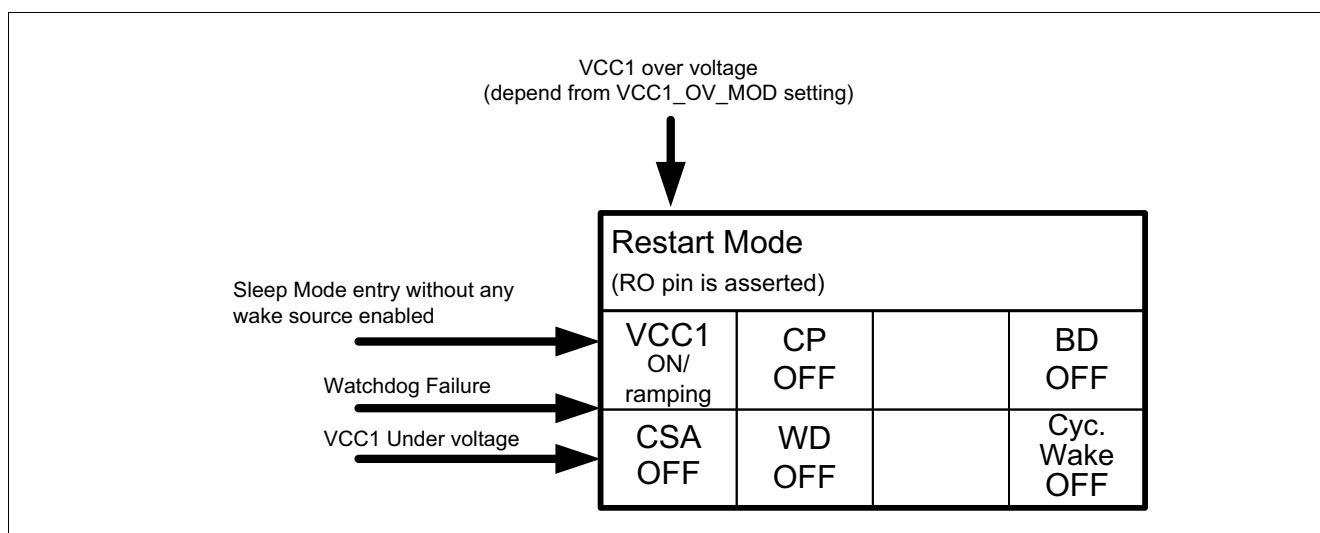 VCC1 over voltage
(depend from VCC1_OV_MOD setting)
Restart Mode
(RO pin is asserted)
Sleep Mode entry without any
wake source enabled
VCC1
ON/
ramping
CP
OFF
BD
OFF
Watchdog Failure
VCC1 Under voltage
CSA
OFF
WD
OFF
Cyc.
Wake
OFF